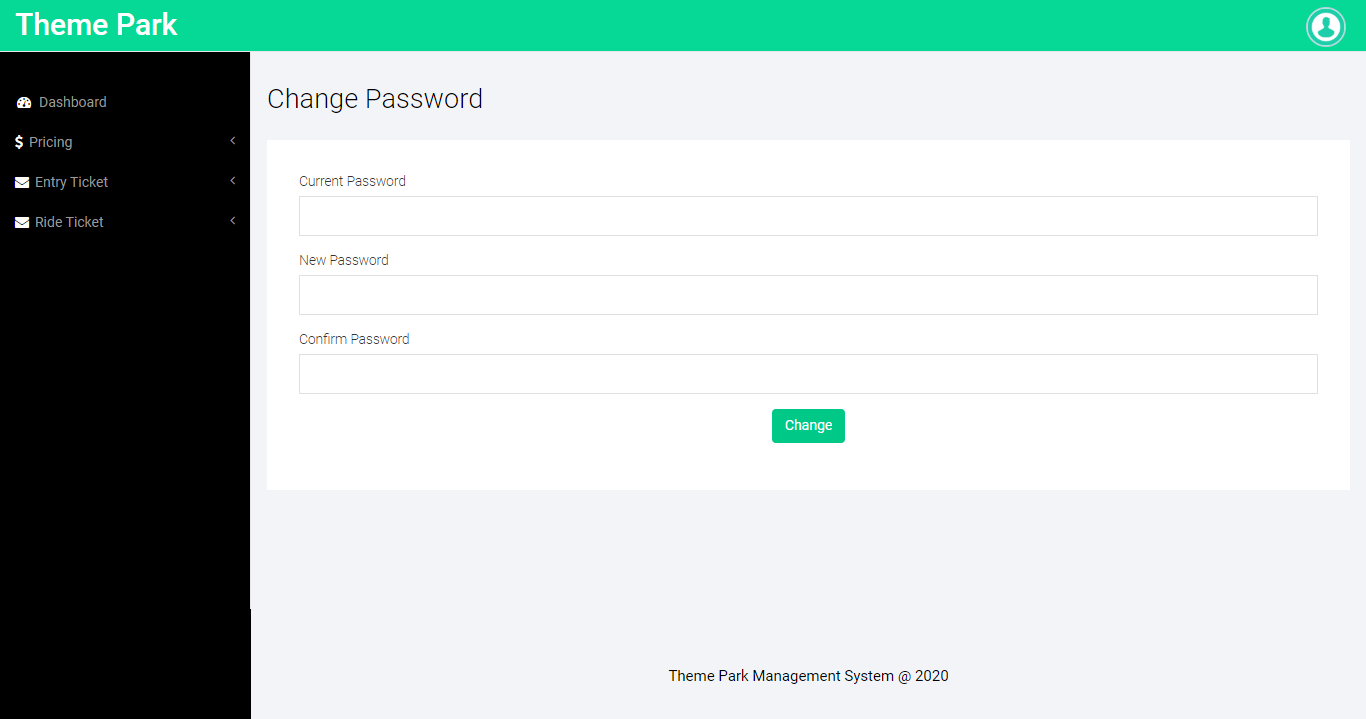 Theme Park
Dashboard
Pricing
Entry Ticket
Ride Ticket
Change Password
Current Password
New Password
Confirm Password
Change
Theme Park Management System @ 2020